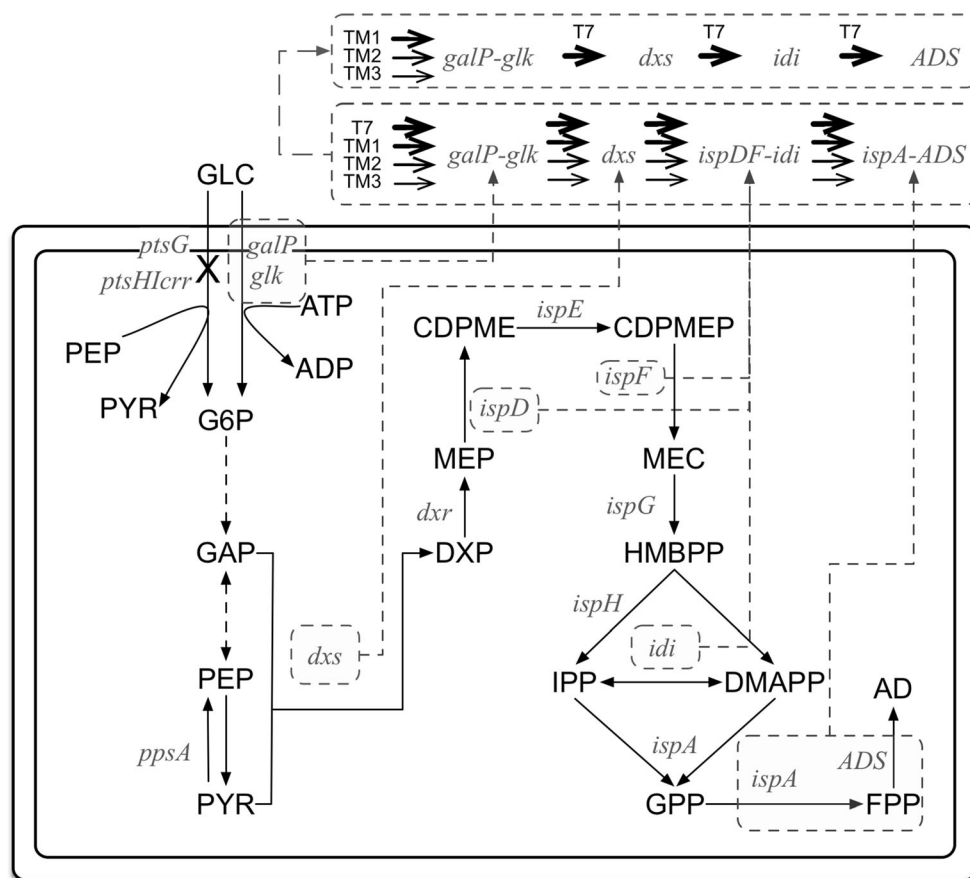 T7 T7 T7
TM1
TM2 galP-glk dxs idi ADS
TM3
T7
TM1
TM2 galP-glk dxs ispDF-idi ispA-ADS
TM3
GLC
ptsG galP
ptsHIcrr X glk
ATP
PEP ADP
PYR
G6P
CDPME ispE CDPMEP
ispF
ispD
MEP MEC
dxr ispG
GAP DXP HMBPP
ispH
dxs idi
PEP IPP DMAPP AD
ppsA ispA ADS
ispA
PYR GPP FPP